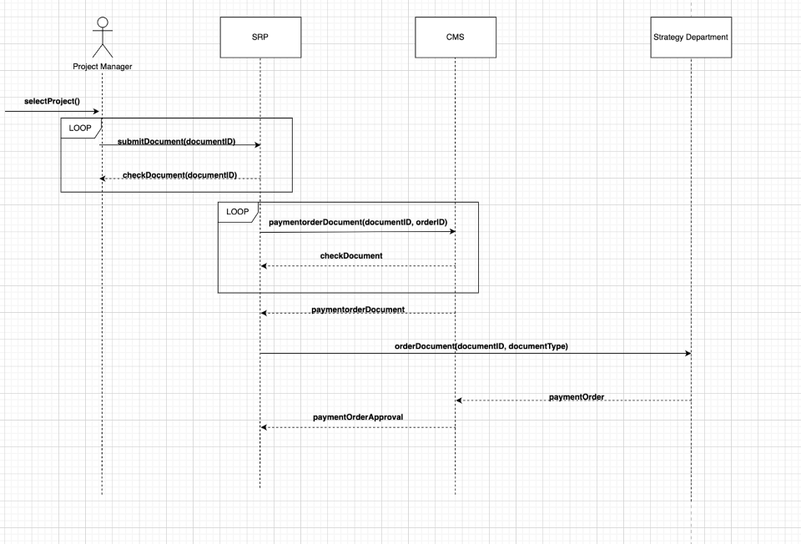 SRP
CMS
Strategy Department
Project Manager
selectProject()
LOOP
submitDocument(documentID)
checkDocument(documentID)
LOOP
paymentorderDocument(documentID, orderID)
checkDocument
paymentorderDocument
orderDocument(documentID, documentType)
paymentOrder
paymentOrderApproval